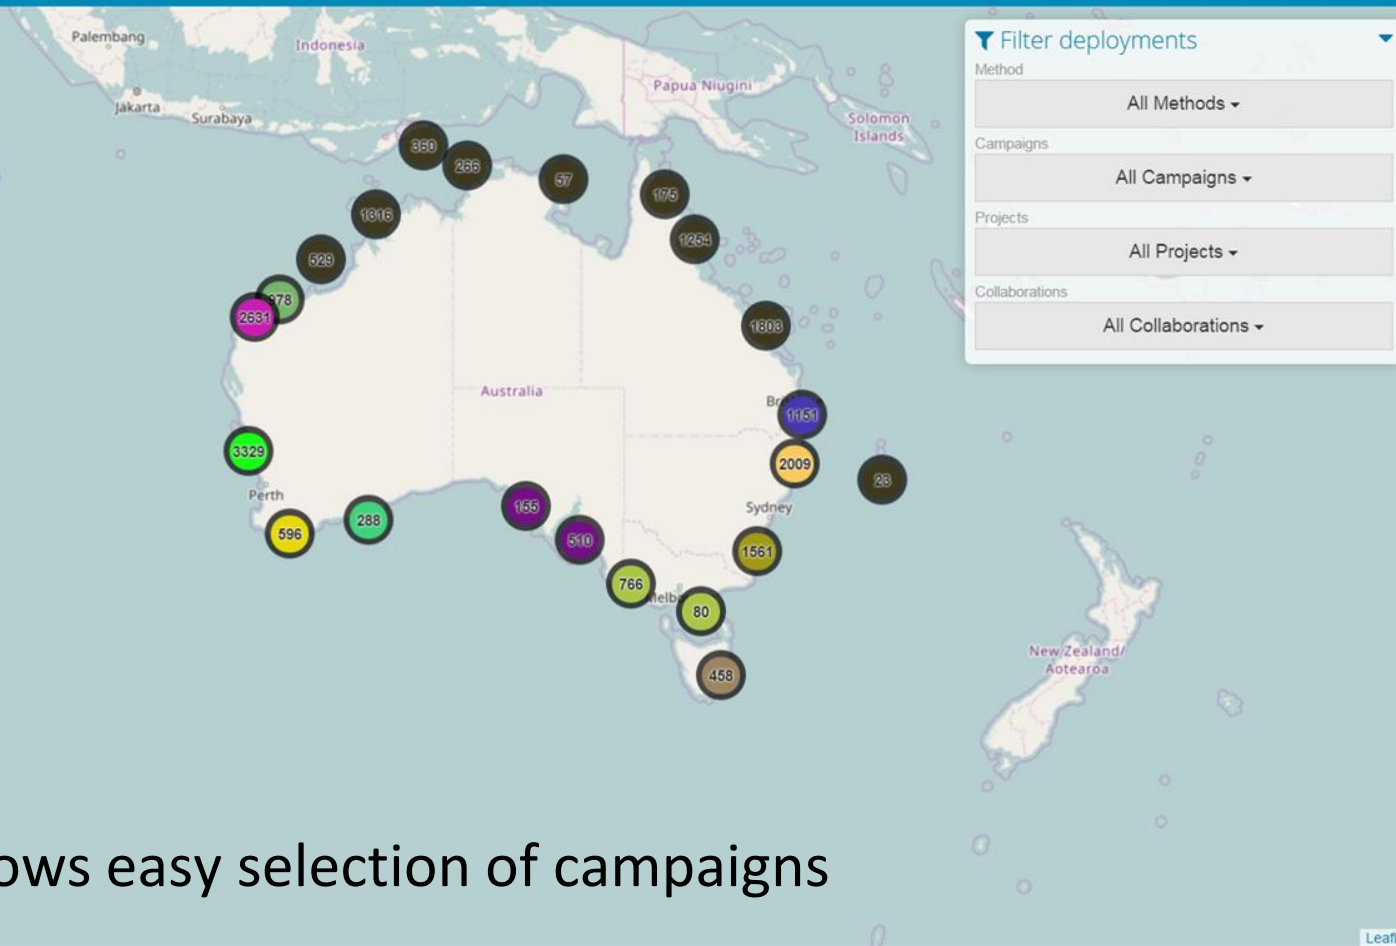 Palembang
Indonesia
Jakarta
Surabaya
Papua Niugini
Solomon
Islands
Filter deployments
Method
All Methods
Campaigns
All Campaigns
Projects
All Projects
Collaborations
All Collaborations
360
266
57
175
1316
1254
529
978
2631
1803
Australia
1151
3329
2009
23
Perth
Sydney
155
288
596
510
1561
766
80
458
New Zealand/
Aotearoa
easy selection of campaigns